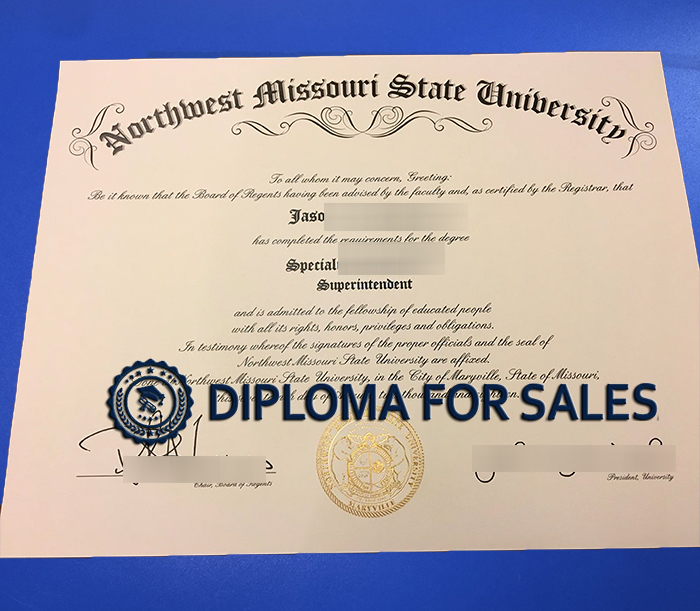 Northwest Missouri State University
To all whom it may concern, Greeting:
Be it known that the Board of Regents having been advised by the faculty and, as certified by the Registrar, that
Jaso
has completed the requirements for the degree
Special
Superintendent
and is admitted to the fellowship of educated people
with all its rights, honors, privileges and obligations.
In testimony whereof the signatures of the proper officials and the seal of
Northwest Missouri State University are affixed.
Northwest Missouri State University, in the City of Maryville, State of Missouri,
DIPLOMA FOR SALES
day of two thousand and
MARYVILLE
Chair, Board of Regents
President, University